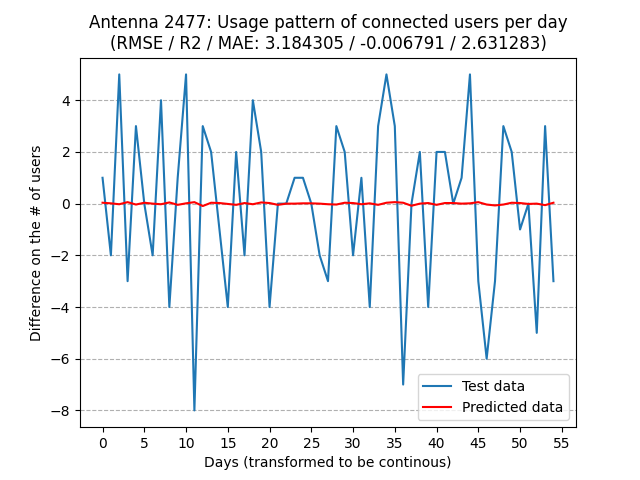 Antenna 2477: Usage pattern of connected users per day
(RMSE / R2 / MAE: 3.184305 / -0.006791 / 2.631283)
Difference on the # of users
4
2
0
−2
−4
−6
−8
Test data
Predicted data
0 5 10 15 20 25 30 35 40 45 50 55
Days (transformed to be continous)